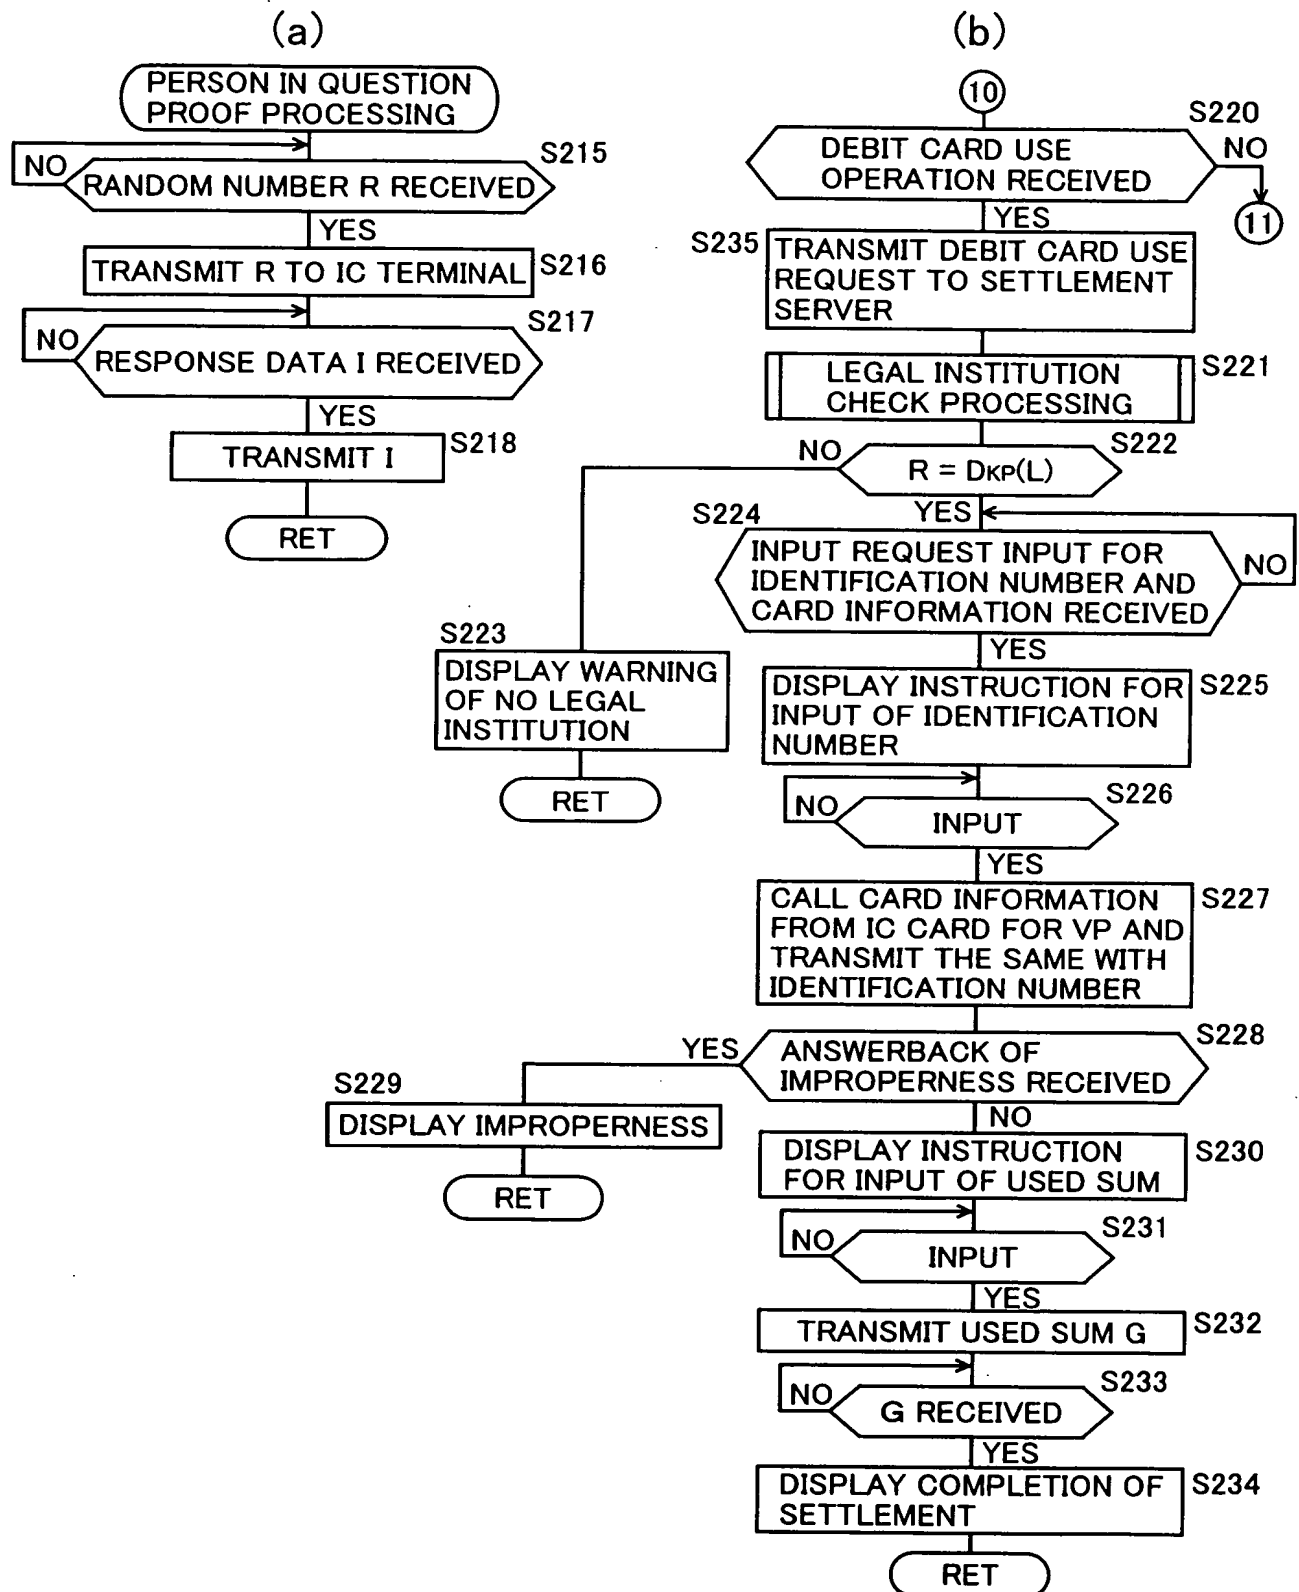 (a)
PERSON IN QUESTION
PROOF PROCESSING
NO
S215
RANDOM NUMBER R RECEIVED
YES
TRANSMIT R TO IC TERMINAL
S216
NO
S217
RESPONSE DATA I RECEIVED
YES
TRANSMIT I
S218
RET
(b)
10
S220
DEBIT CARD USE
OPERATION RECEIVED
NO
11
YES
S235
TRANSMIT DEBIT CARD USE
REQUEST TO SETTLEMENT
SERVER
LEGAL INSTITUTION
CHECK PROCESSING
S221
NO
S222
R = DKP(L)
YES
S224
INPUT REQUEST INPUT FOR
IDENTIFICATION NUMBER AND
CARD INFORMATION RECEIVED
NO
YES
S223
DISPLAY WARNING
OF NO LEGAL
INSTITUTION
RET
DISPLAY INSTRUCTION FOR
INPUT OF IDENTIFICATION
NUMBER
S225
NO
S226
INPUT
YES
CALL CARD INFORMATION
FROM IC CARD FOR VP AND
TRANSMIT THE SAME WITH
IDENTIFICATION NUMBER
S227
YES
S228
ANSWERBACK OF
IMPROPERNESS RECEIVED
S229
DISPLAY IMPROPERNESS
RET
NO
DISPLAY INSTRUCTION
FOR INPUT OF USED SUM
S230
NO
S231
INPUT
YES
TRANSMIT USED SUM G
S232
NO
S233
G RECEIVED
YES
DISPLAY COMPLETION OF
SETTLEMENT
S234
RET